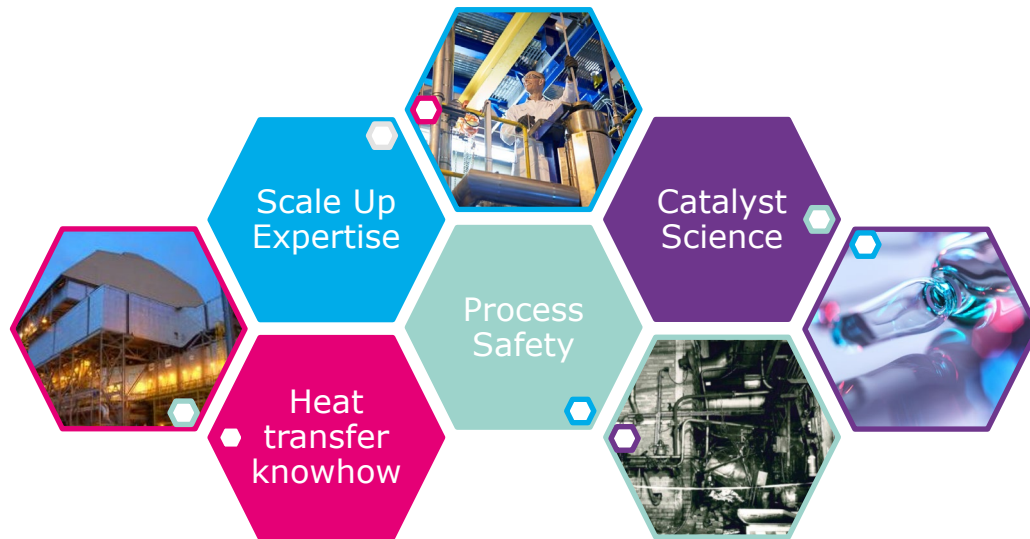 Scale Up
Expertise
Catalyst
Science
Process
Safety
Heat
transfer
knowhow